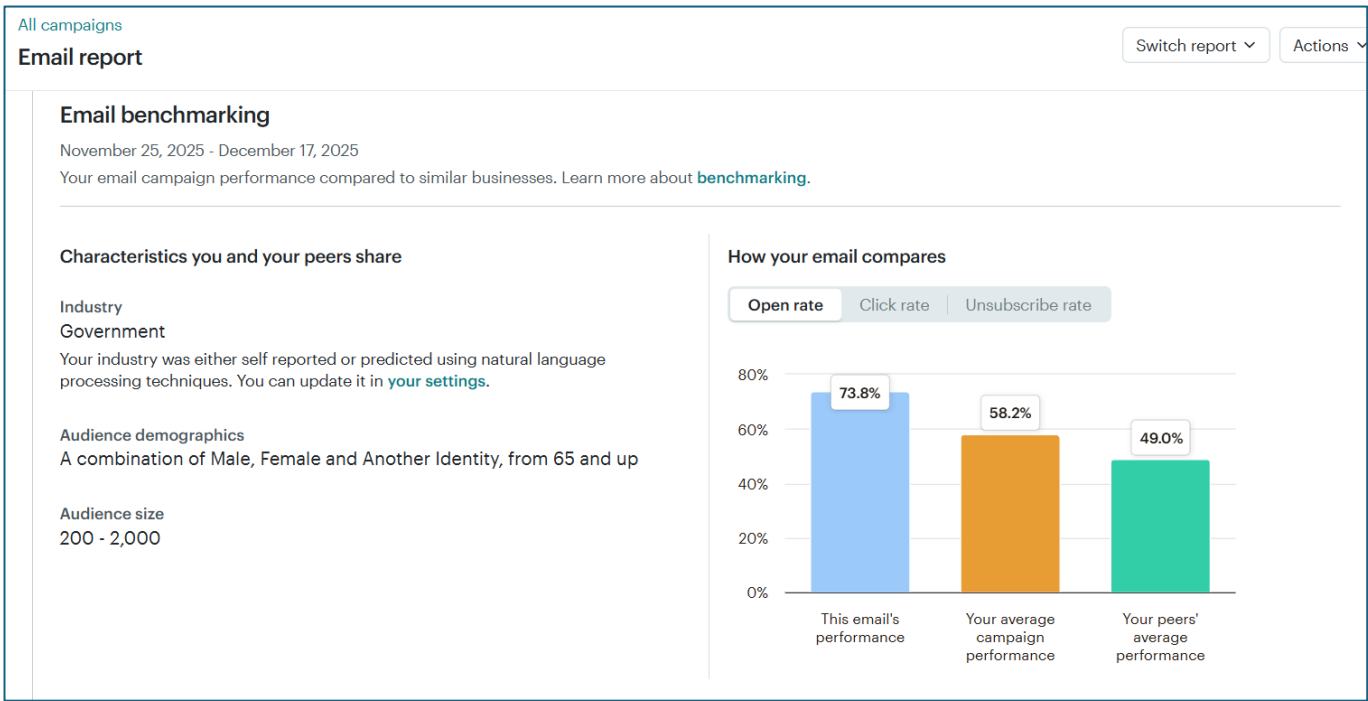 All campaigns
Email report
Switch report
Actions
Email benchmarking
November 25, 2025 - December 17, 2025
Your email campaign performance compared to similar businesses. Learn more about benchmarking.
Characteristics you and your peers share
Industry
Government
Your industry was either self reported or predicted using natural language
processing techniques. You can update it in your settings.
Audience demographics
A combination of Male, Female and Another Identity, from 65 and up
Audience size
200 - 2,000
How your email compares
Open rate
Click rate
Unsubscribe rate
80%
60%
40%
20%
0%
73.8%
58.2%
49.0%
This email's
performance
Your average
campaign
performance
Your peers'
average
performance